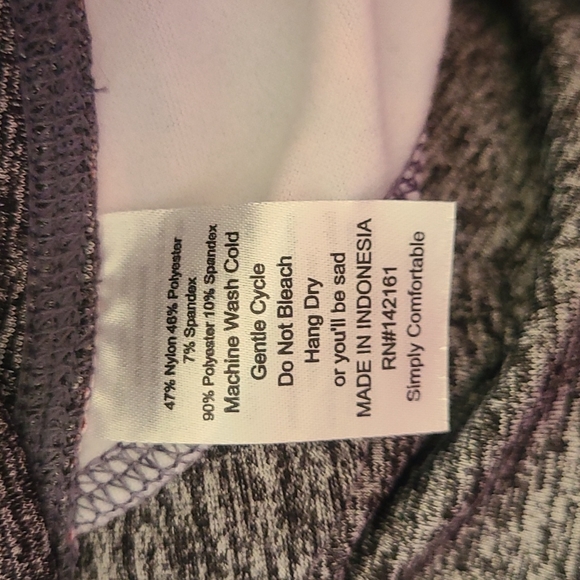 47% Nylon 46% Polyester
7% Spandex
90% Polyester 10% Spandex
Machine Wash Cold
Gentle Cycle
Do Not Bleach
Hang Dry
or you'll be sad
MADE IN INDONESIA
RN#142161
Simply Comfortable